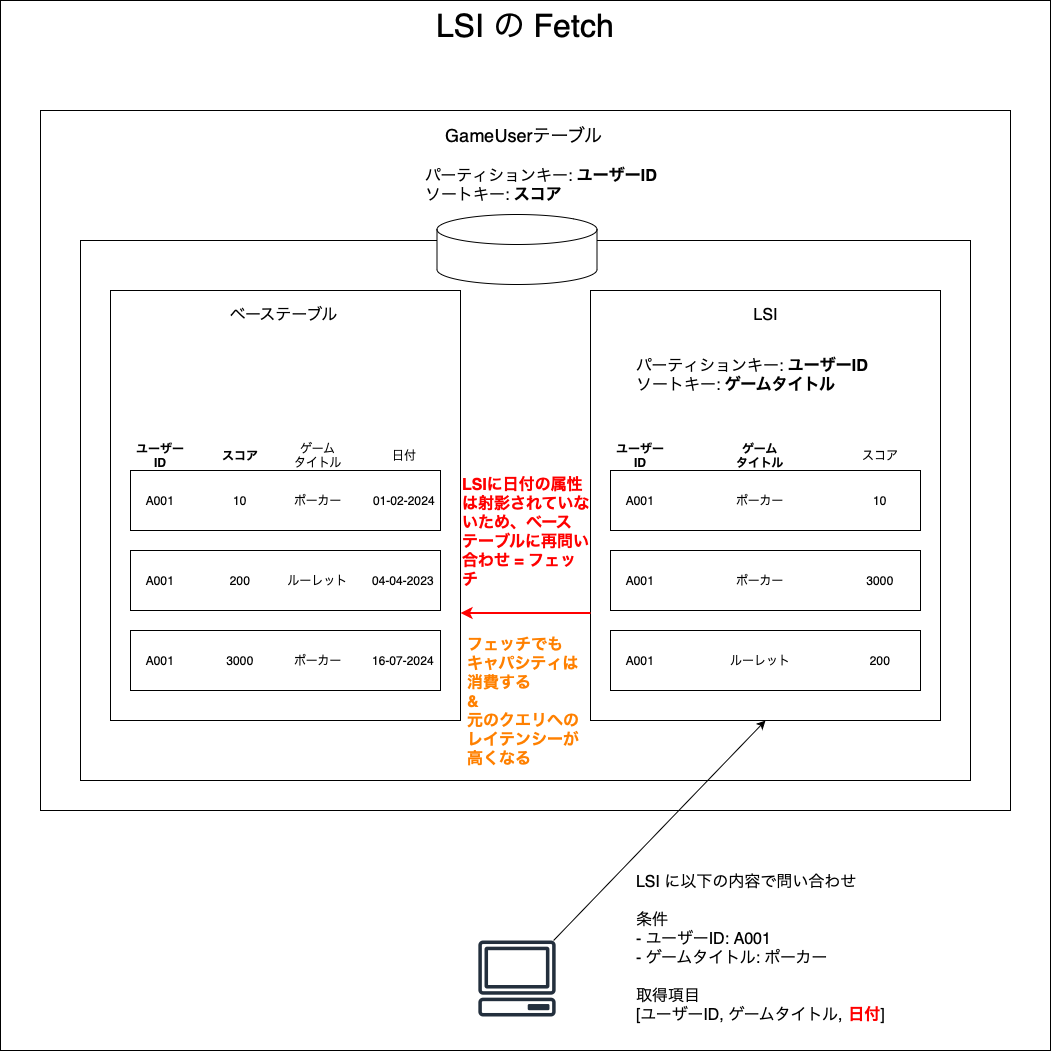 LSI の Fetch
GameUserテーブル
パーティションキー: ユーザーID
ソートキー: スコア
ベーステーブル
ユーザー
ID
スコア
ゲーム
タイトル
日付
A001 10 ポーカー 01-02-2024
A001 200 ルーレット 04-04-2023
A001 3000 ポーカー 16-07-2024
LSIに日付の属性
は射影されていな
いため、ベース
テーブルに再問い
合わせ = フェッ
チ
フェッチでも
キャパシティは
消費する
&
元のクエリへの
レイテンシーが
高くなる
LSI
パーティションキー: ユーザーID
ソートキー: ゲームタイトル
ユーザー
ID
ゲーム
タイトル
スコア
A001 ポーカー 10
A001 ポーカー 3000
A001 ルーレット 200
LSI に以下の内容で問い合わせ
条件
- ユーザーID: A001
- ゲームタイトル: ポーカー
取得項目
[ユーザーID, ゲームタイトル, 日付]